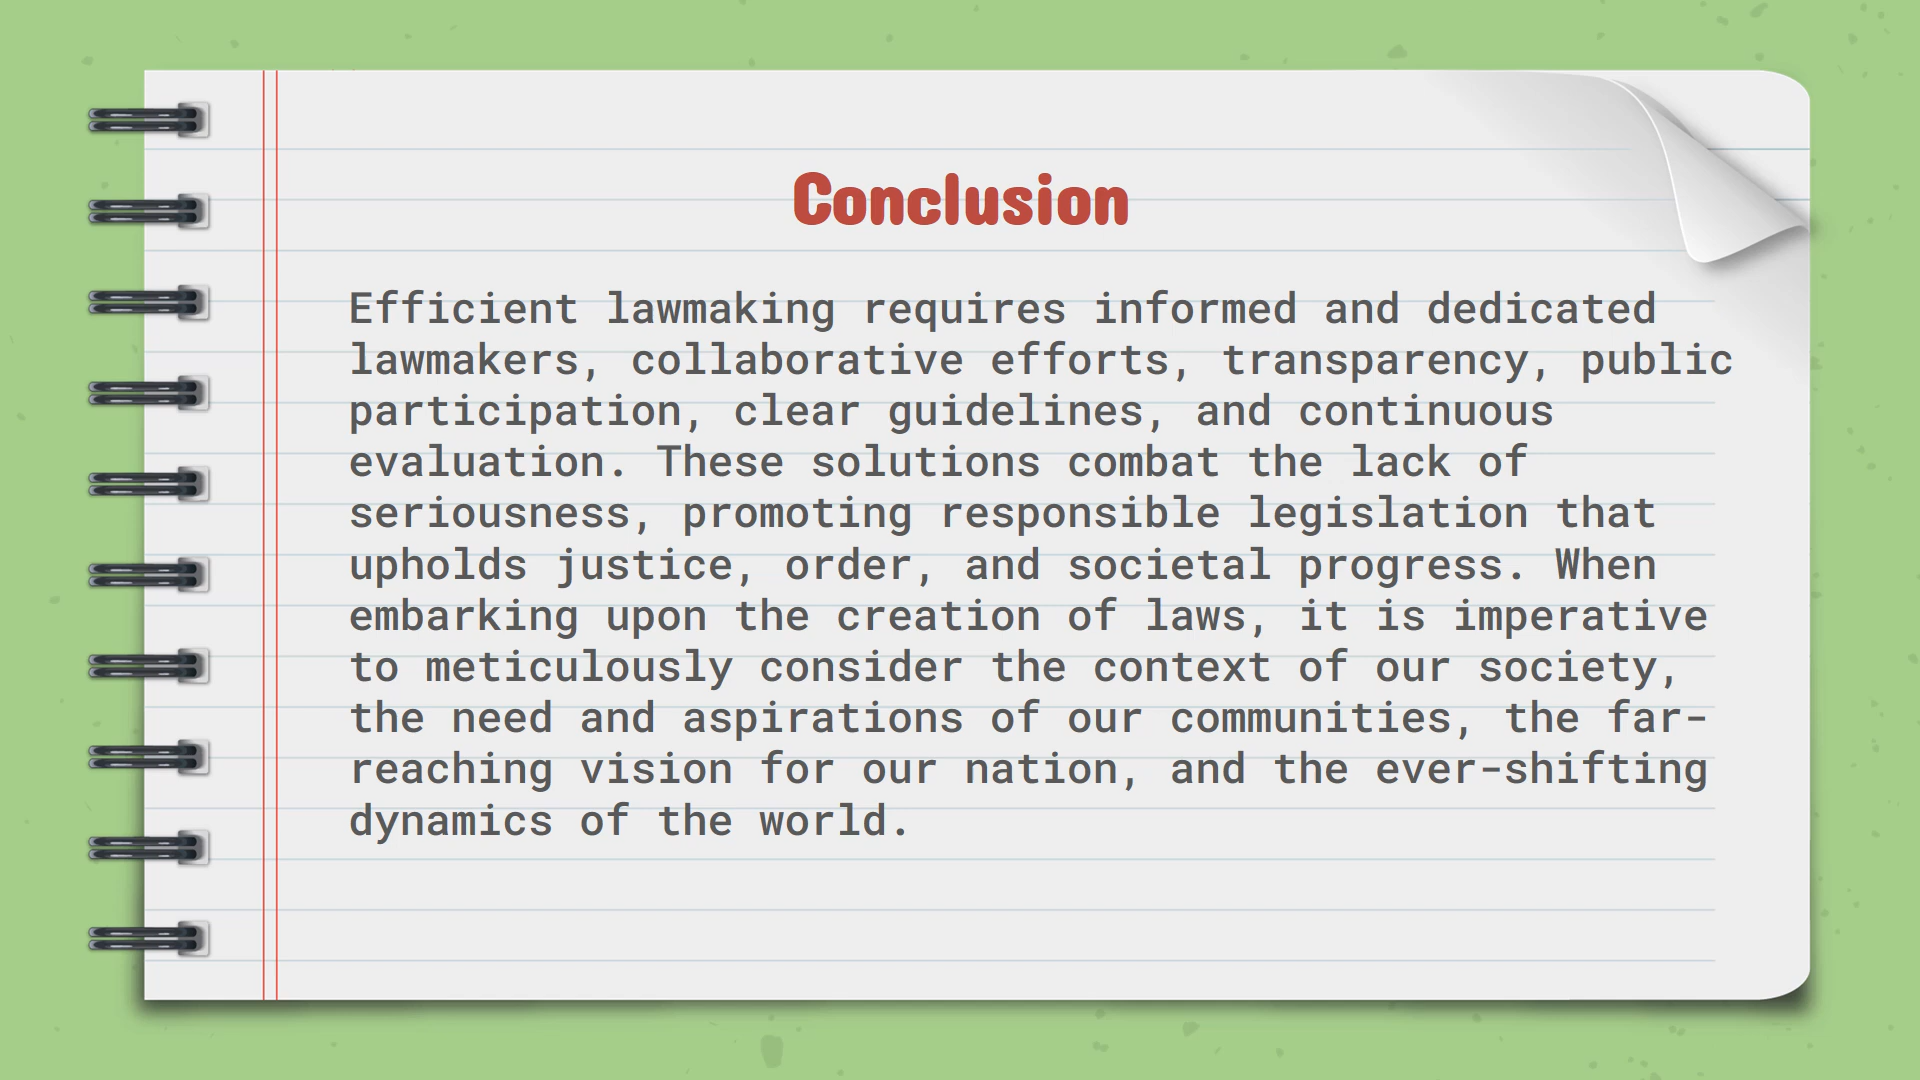 Conclusion
Efficient lawmaking requires informed and dedicated
lawmakers, collaborative efforts, transparency, public
participation, clear guidelines, and continuous
evaluation. These solutions combat the lack of
seriousness, promoting responsible legislation that
upholds justice, order, and societal progress. When
embarking upon the creation of laws, it is imperative
to meticulously consider the context of our society,
the need and aspirations of our communities, the far-
reaching vision for our nation, and the ever-shifting
dynamics of the world.